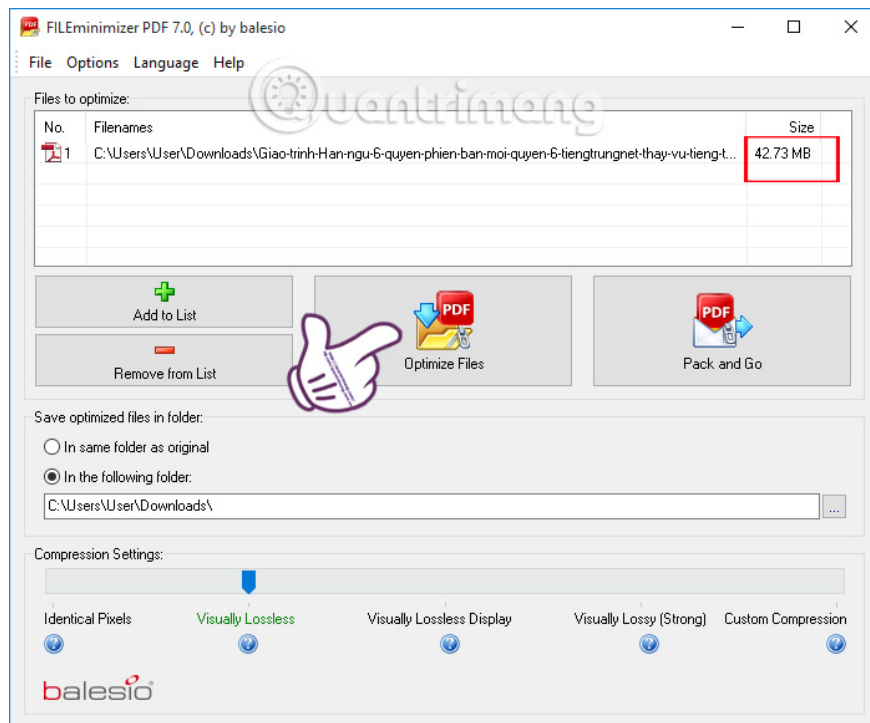 FILEminimizer PDF 7.0, (c) by balesio
File Options Language Help
Quantrimang
Files to optimize:
No. Filenames Size
1 C:\Users\User\Downloads\Giao-trinh-Han-ngu-6-quyen-phien-ban-moi-quyen-6-tiengtrungnet-thay-vu-tieng-t... 42.73 MB
Add to List
Remove from List
PDF
Optimize Files
PDF
Pack and Go
Save optimized files in folder:
In same folder as original
In the following folder:
C:\Users\User\Downloads\
...
Compression Settings:
Identical Pixels Visually Lossless Visually Lossless Display Visually Lossy (Strong) Custom Compression
? ? ? ? ?
balesio